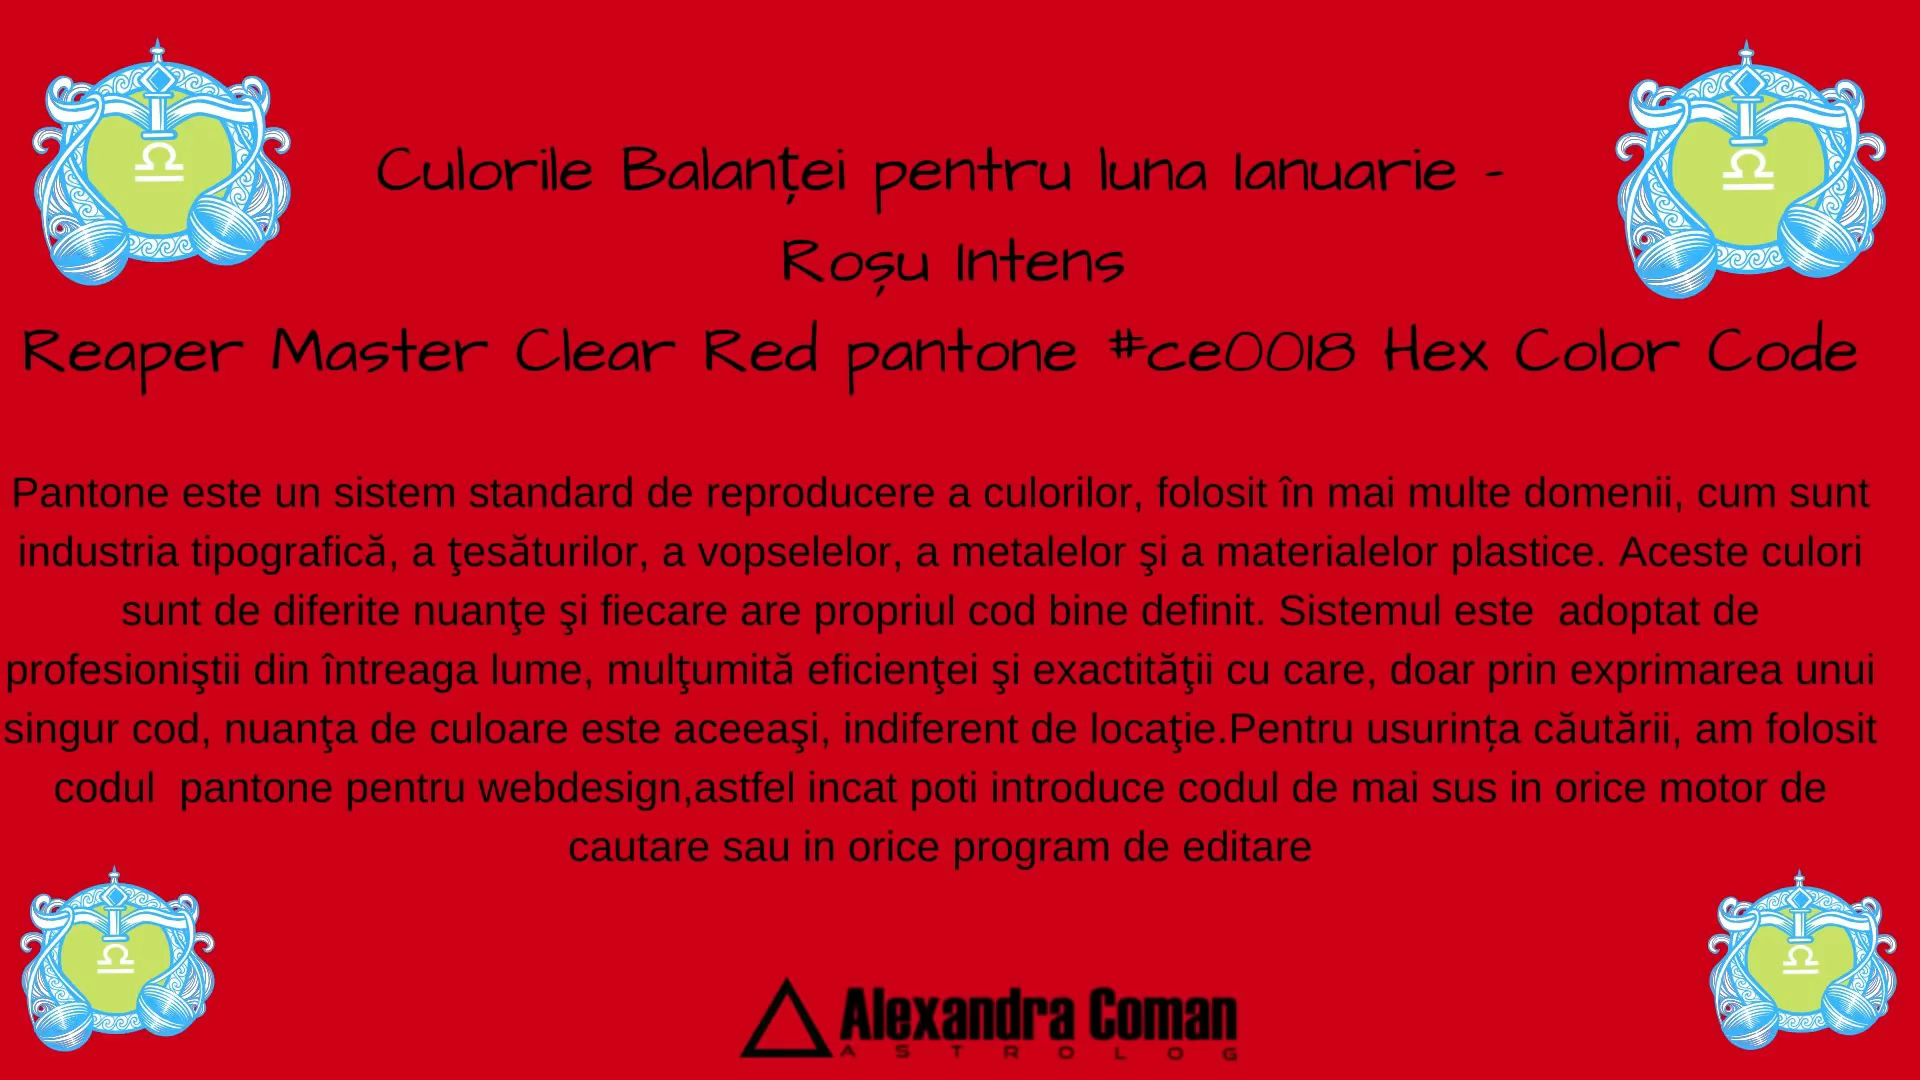 Culorile Balanței pentru luna Ianuarie -
Roșu Intens
Reaper Master Clear Red pantone #ce0018 Hex Color Code
Pantone este un sistem standard de reproducere a culorilor, folosit în mai multe domenii, cum sunt
industria tipografică, a ţesăturilor, a vopselelor, a metalelor şi a materialelor plastice. Aceste culori
sunt de diferite nuanţe şi fiecare are propriul cod bine definit. Sistemul este  adoptat de
profesioniştii din întreaga lume, mulţumită eficienţei şi exactităţii cu care, doar prin exprimarea unui
singur cod, nuanţa de culoare este aceeaşi, indiferent de locaţie.Pentru usurința căutării, am folosit
codul  pantone pentru webdesign,astfel incat poti introduce codul de mai sus in orice motor de
cautare sau in orice program de editare
Alexandra Coman
ASTROLOG